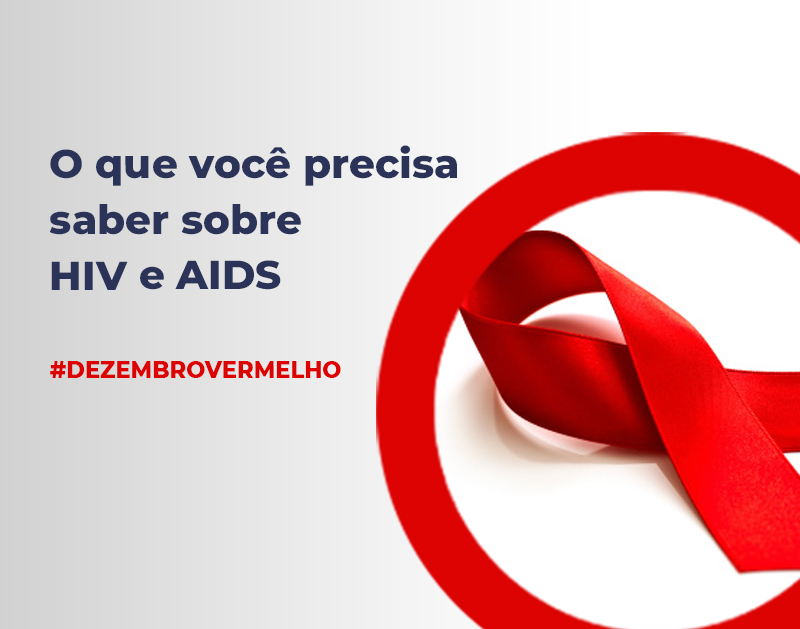 O que você precisa
saber sobre
HIV e AIDS
#DEZEMBROVERMELHO